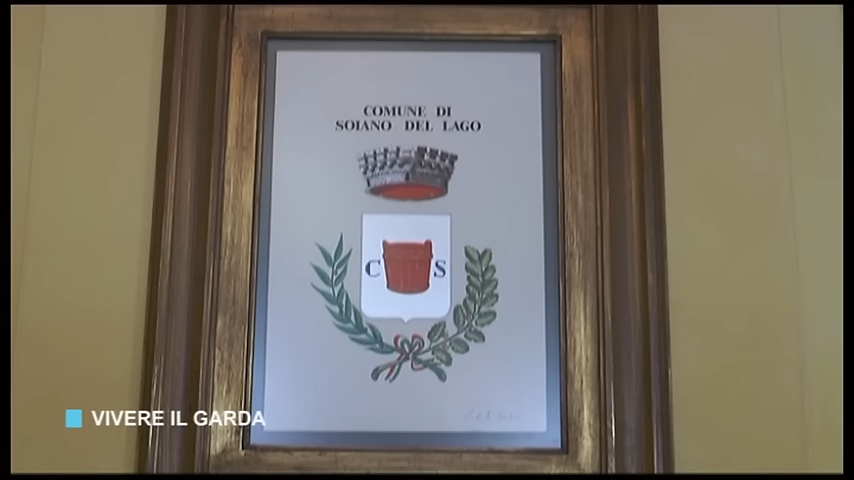 COMUNE DI
SOIANO DEL LAGO
C S
VIVERE IL GARDA